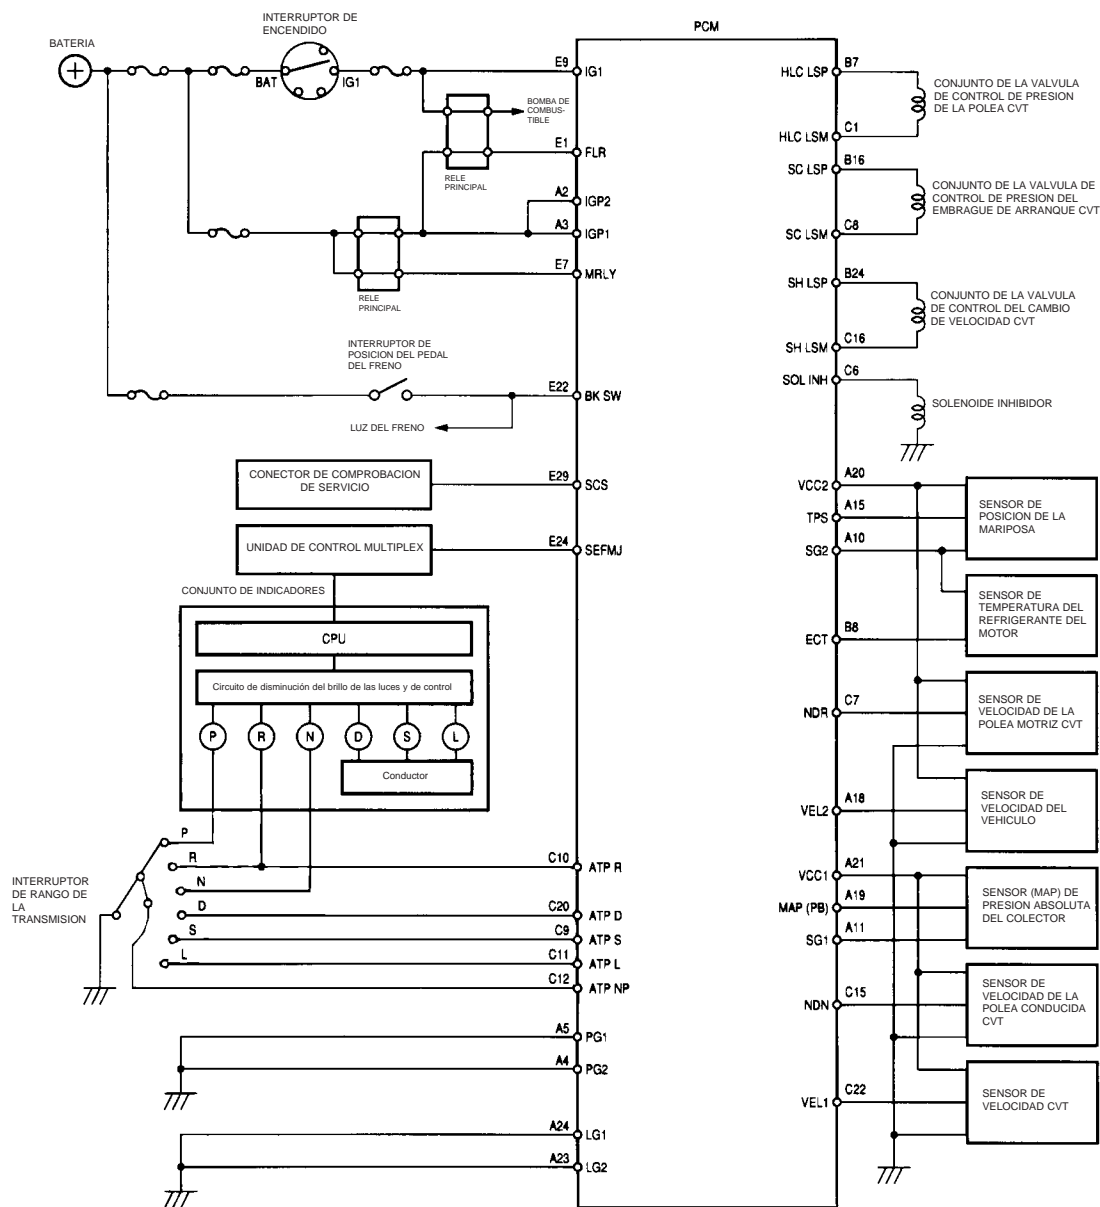 PCM
INTERRUPTOR DE
ENCENDIDO
BATERIA
BAT
IG1
E9
IG1
BOMBA DE
COMBUS-
TIBLE
E1
FLR
RELE
PRINCIPAL
A2
IGP2
A3
IGP1
E7
MRLY
RELE
PRINCIPAL
INTERRUPTOR DE
POSICION DEL PEDAL
DEL FRENO
E22
BK SW
LUZ DEL FRENO
CONECTOR DE COMPROBACION
DE SERVICIO
E29
SCS
UNIDAD DE CONTROL MULTIPLEX
E24
SEFMJ
CONJUNTO DE INDICADORES
CPU
Circuito de disminución del brillo de las luces y de control
P
R
N
D
S
L
Conductor
INTERRUPTOR
DE RANGO DE
LA
TRANSMISION
P
R
N
D
S
L
C10
ATP R
C20
ATP D
C9
ATP S
C11
ATP L
C12
ATP NP
A5
PG1
A4
PG2
A24
LG1
A23
LG2
HLC LSP
B7
CONJUNTO DE LA VALVULA
DE CONTROL DE PRESION
DE LA POLEA CVT
HLC LSM
C1
SC LSP
B16
CONJUNTO DE LA VALVULA DE
CONTROL DE PRESION DEL
EMBRAGUE DE ARRANQUE CVT
SC LSM
C8
SH LSP
B24
CONJUNTO DE LA VALVULA
DE CONTROL DEL CAMBIO
DE VELOCIDAD CVT
SH LSM
C16
SOL INH
C6
SOLENOIDE INHIBIDOR
VCC2
A20
TPS
A15
SG2
A10
SENSOR DE
POSICION DE LA
MARIPOSA
SENSOR DE
TEMPERATURA DEL
REFRIGERANTE DEL
MOTOR
ECT
B8
SENSOR DE
VELOCIDAD DE LA
POLEA MOTRIZ CVT
NDR
C7
SENSOR DE
VELOCIDAD DEL
VEHICULO
VEL2
A18
VCC1
A21
MAP (PB)
A19
SG1
A11
SENSOR (MAP) DE
PRESION ABSOLUTA
DEL COLECTOR
SENSOR DE
VELOCIDAD DE LA
POLEA CONDUCIDA
CVT
NDN
C15
SENSOR DE
VELOCIDAD CVT
VEL1
C22